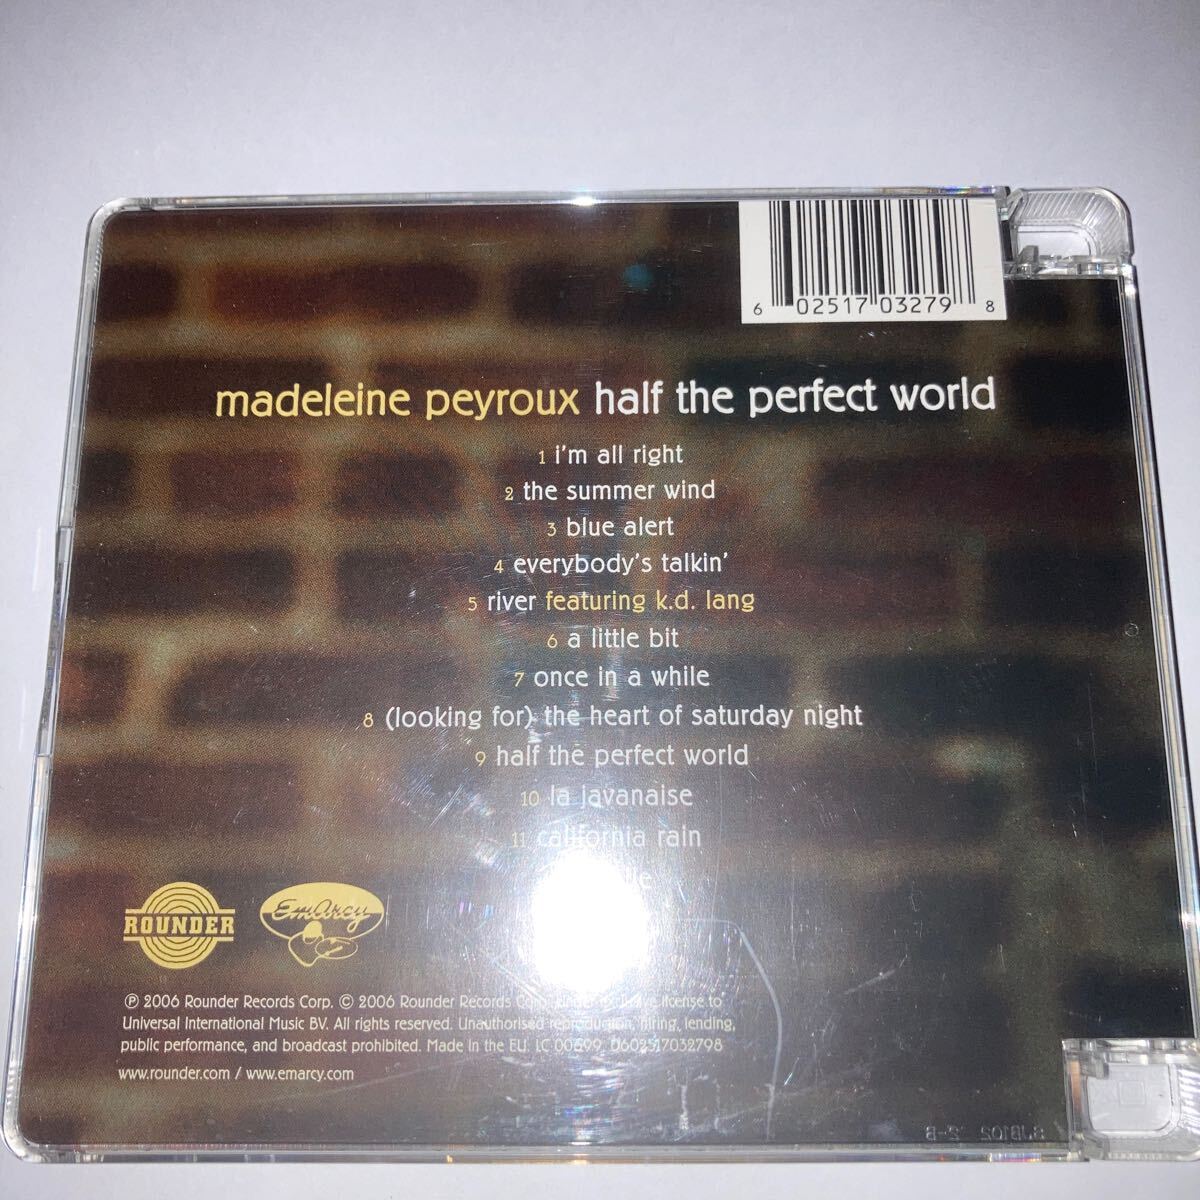 6 02517 03279 8
madeleine peyroux half the perfect world
1 i'm all right
2 the summer wind
3 blue alert
4 everybody's talkin'
5 river featuring k.d. lang
6 a little bit
7 once in a while
8 (looking for) the heart of saturday night
9 half the perfect world
10 la javanaise
11 california rain
ROUNDER
EmArcy
℗ 2006 Rounder Records Corp. © 2006 Rounder Records Corp. under exclusive license to
Universal International Music BV. All rights reserved. Unauthorised reproduction, hiring, lending,
public performance, and broadcast prohibited. Made in the EU. LC 00699. 0602517032798
www.rounder.com / www.emarcy.com